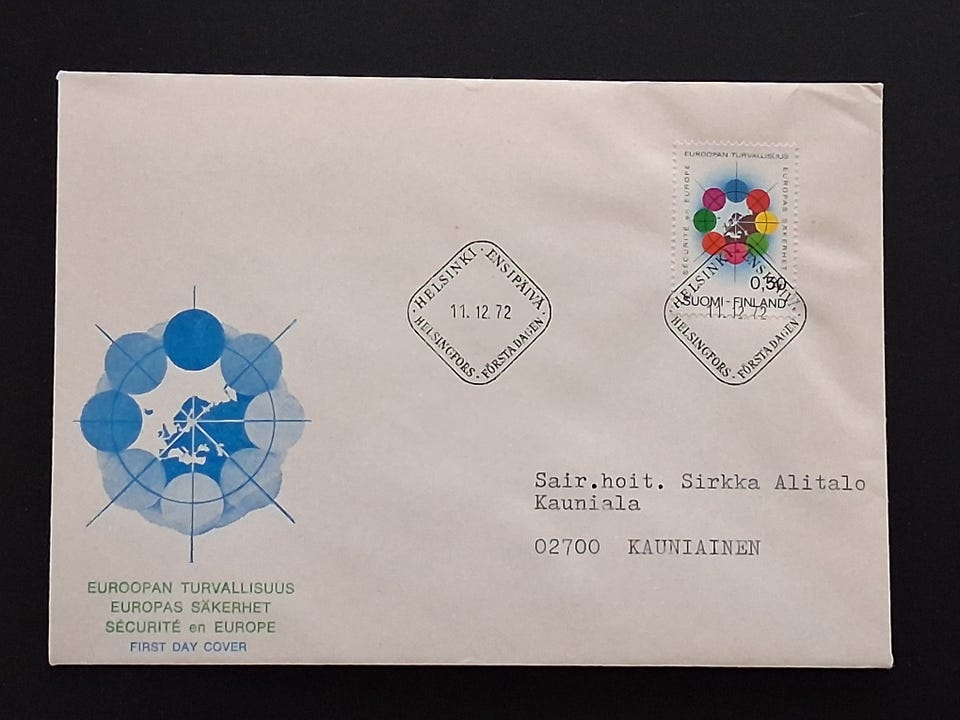 EUROOPAN TURVALLISUUS
EUROPAS SÄKERHET
SÉCURITÉ en EUROPE
0,50
SUOMI-FINLAND
HELSINKI · ENSIPÄIVÄ
11.12.72
HELSINGFORS - FÖRSTA DAGEN
HELSINKI · ENSIPÄIVÄ
11.12.72
HELSINGFORS - FÖRSTA DAGEN
Sair.hoit. Sirkka Alitalo
Kauniala
02700 KAUNIAINEN
EUROOPAN TURVALLISUUS
EUROPAS SÄKERHET
SÉCURITÉ en EUROPE
FIRST DAY COVER